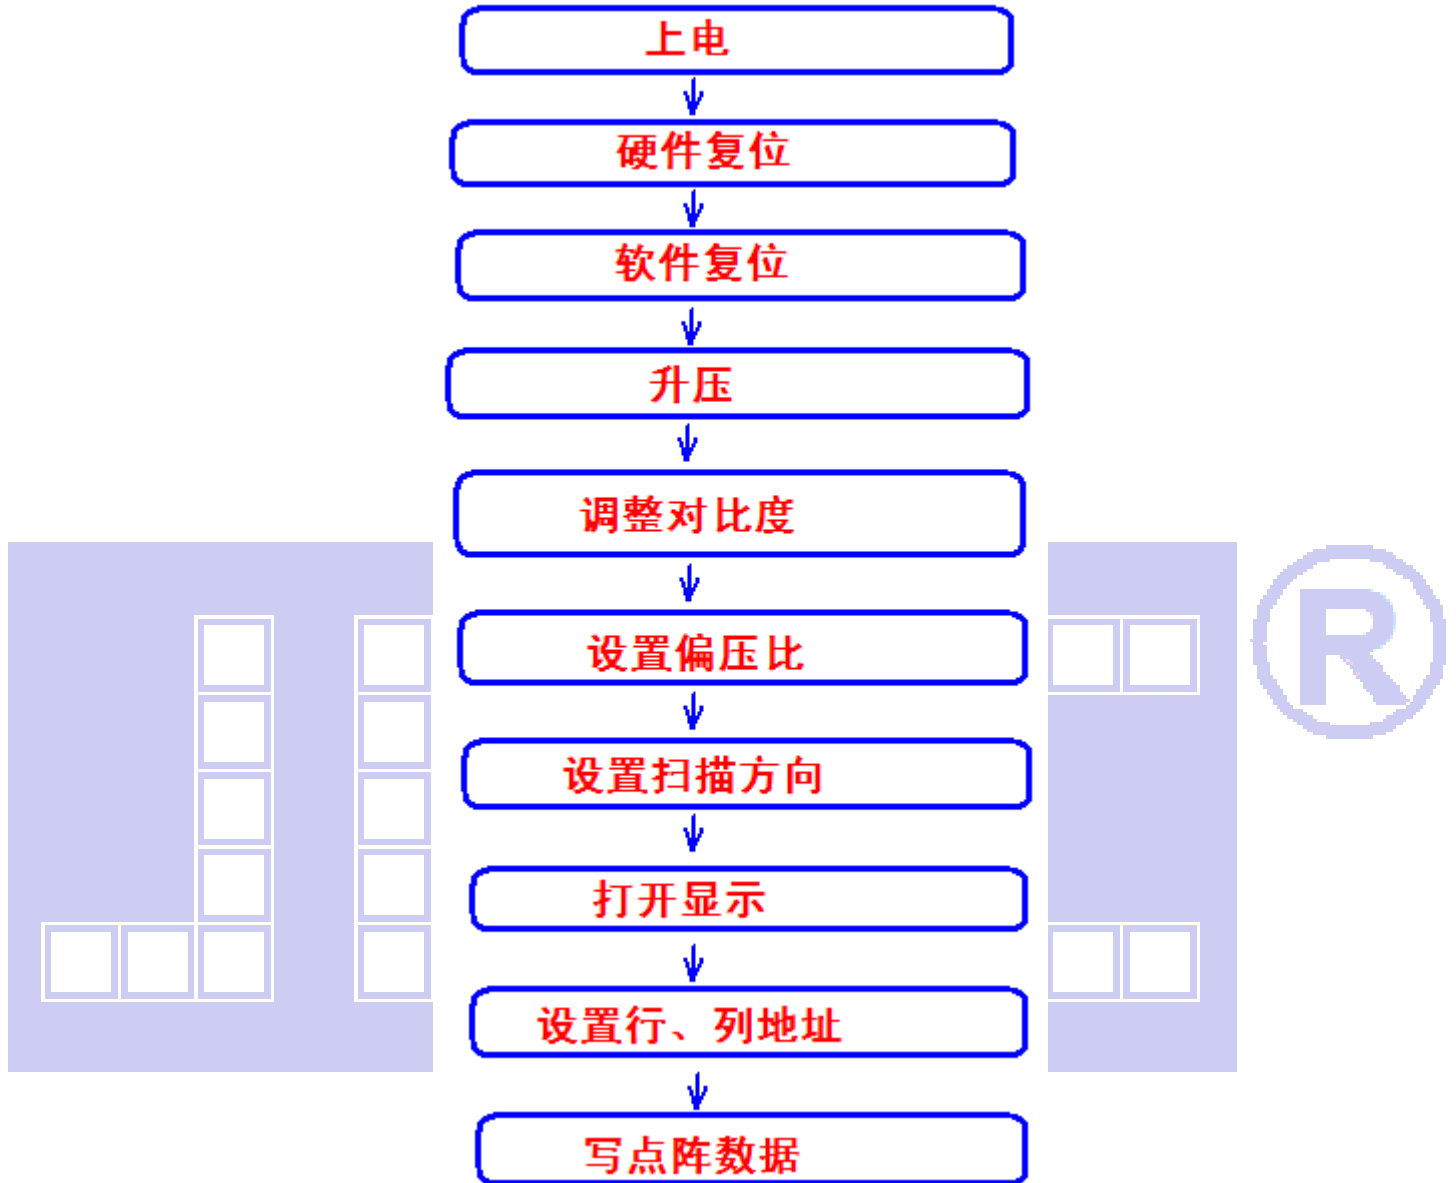 上电
硬件复位
软件复位
升压
调整对比度
设置偏压比
设置扫描方向
打开显示
设置行、列地址
写点阵数据
®